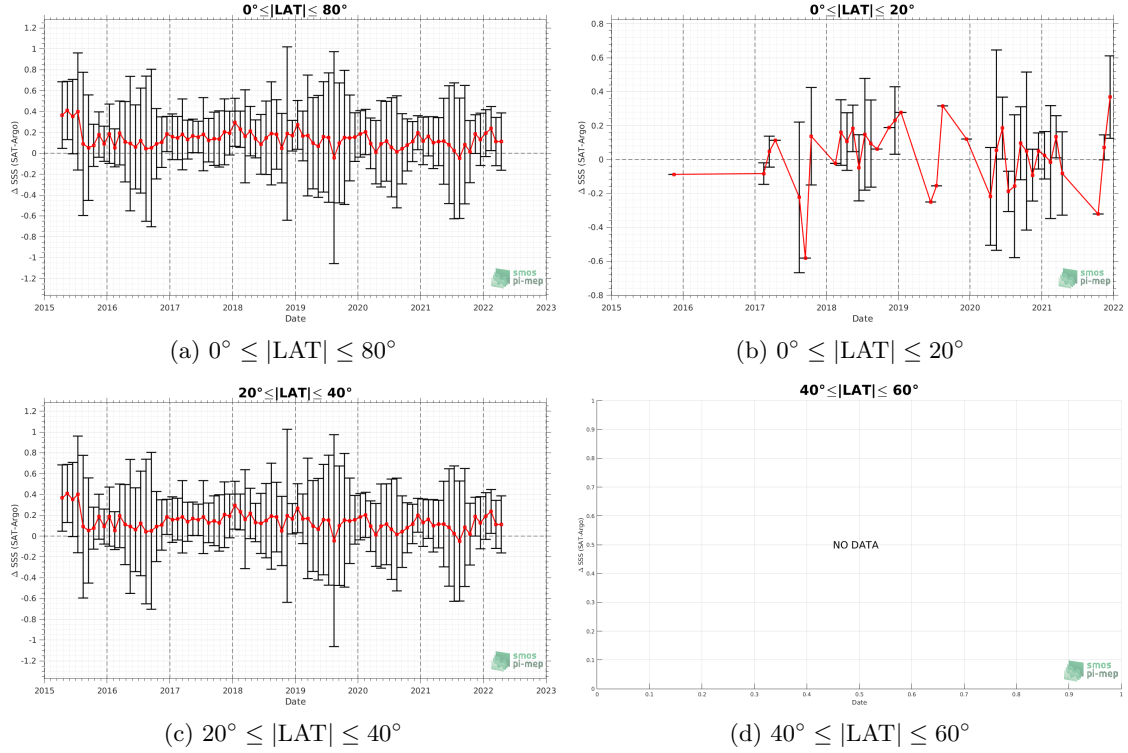 0°≤|LAT|≤ 80°
Δ SSS (SAT-Argo)
1.2
1
0.8
0.6
0.4
0.2
0
-0.2
-0.4
-0.6
-0.8
-1
-1.2
2015 2016 2017 2018 2019 2020 2021 2022 2023
Date
smos
pi-mep
(a) 0° ≤ |LAT| ≤ 80°
0°≤|LAT|≤ 20°
Δ SSS (SAT-Argo)
0.8
0.6
0.4
0.2
0
-0.2
-0.4
-0.6
-0.8
2015 2016 2017 2018 2019 2020 2021 2022
Date
smos
pi-mep
(b) 0° ≤ |LAT| ≤ 20°
20°≤|LAT|≤ 40°
Δ SSS (SAT-Argo)
1.2
1
0.8
0.6
0.4
0.2
0
-0.2
-0.4
-0.6
-0.8
-1
-1.2
2015 2016 2017 2018 2019 2020 2021 2022 2023
Date
smos
pi-mep
(c) 20° ≤ |LAT| ≤ 40°
40°≤|LAT|≤ 60°
Δ SSS (SAT-Argo)
1
0.9
0.8
0.7
0.6
0.5
0.4
0.3
0.2
0.1
0
NO DATA
0 0.1 0.2 0.3 0.4 0.5 0.6 0.7 0.8 0.9 1
Date
smos
pi-mep
(d) 40° ≤ |LAT| ≤ 60°